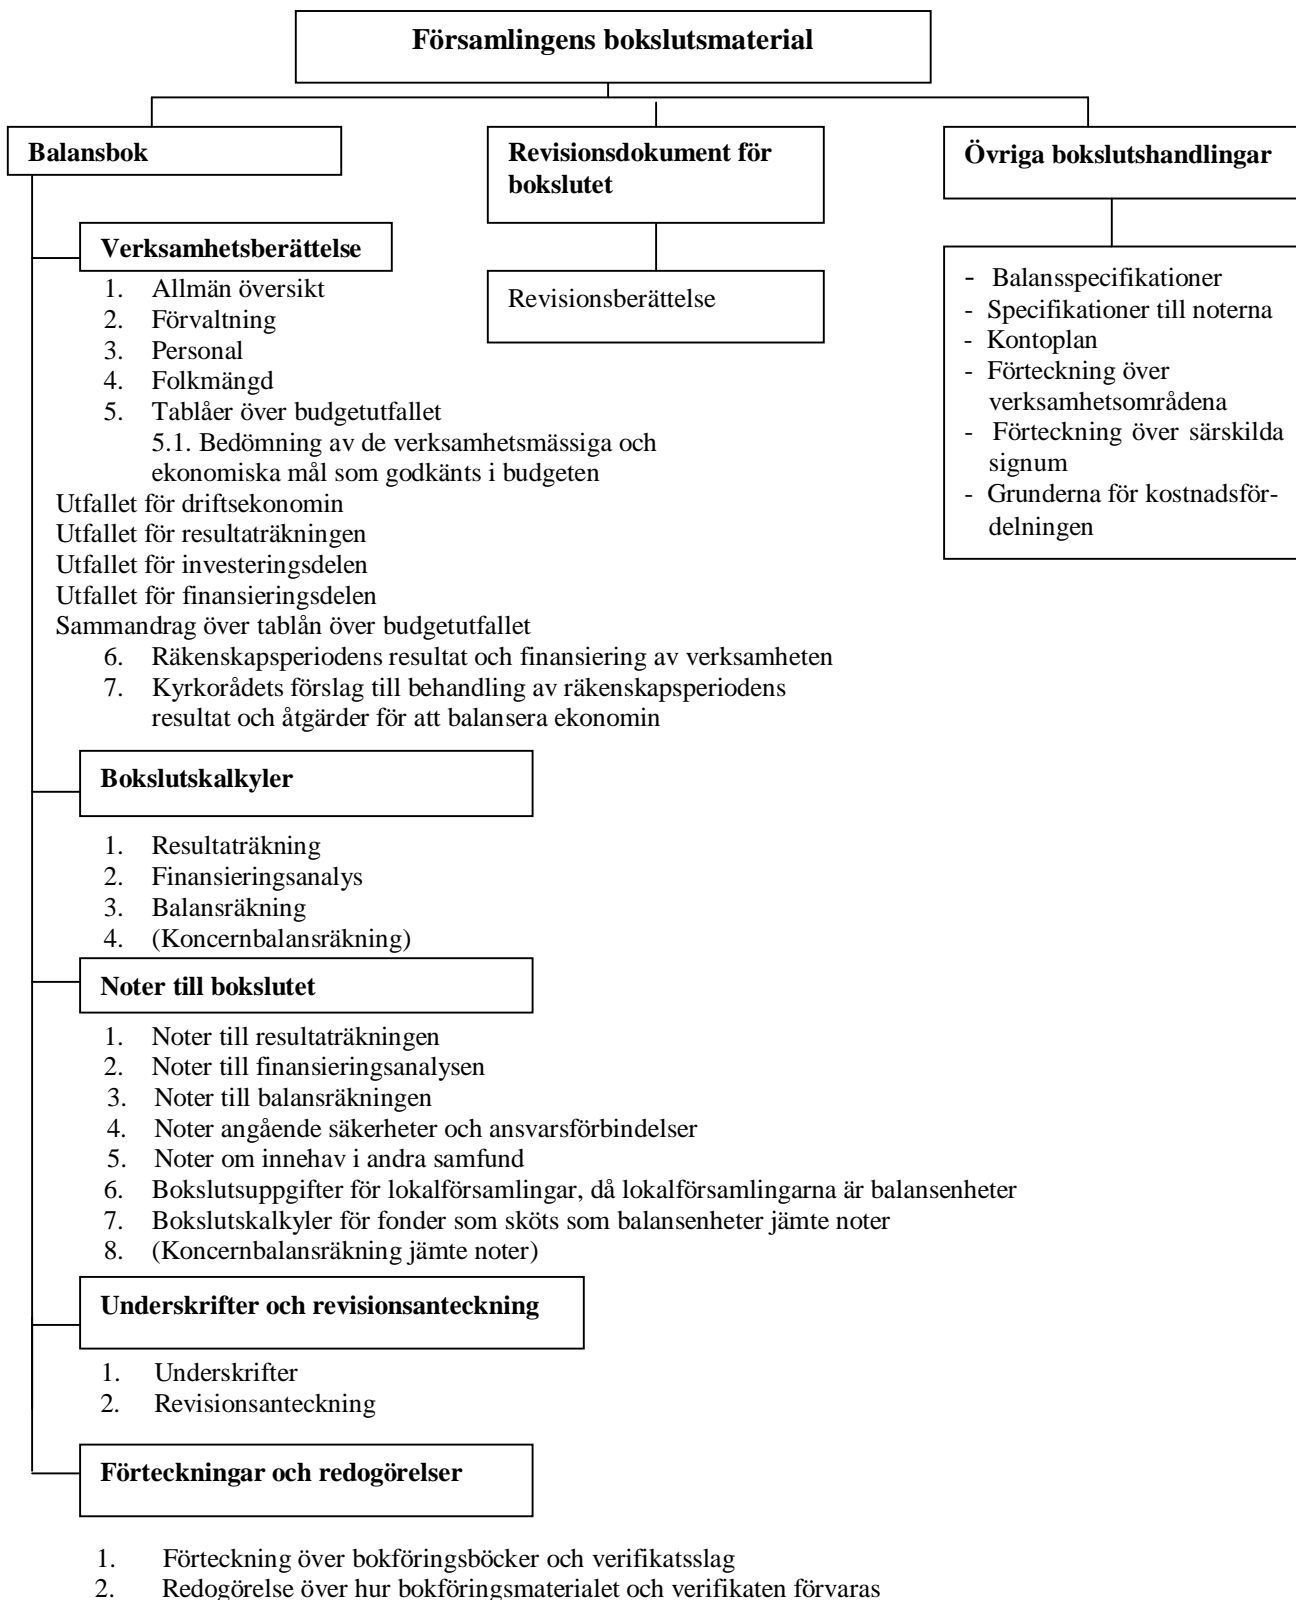 Församlingens bokslutsmaterial
Balansbok
Revisionsdokument för
bokslutet
Övriga bokslutshandlingar
Verksamhetsberättelse
1. Allmän översikt
2. Förvaltning
3. Personal
4. Folkmängd
5. Tablåer över budgetutfallet
5.1. Bedömning av de verksamhetsmässiga och
ekonomiska mål som godkänts i budgeten
Utfallet för driftsekonomin
Utfallet för resultaträkningen
Utfallet för investeringsdelen
Utfallet för finansieringsdelen
Sammandrag över tablån över budgetutfallet
6. Räkenskapsperiodens resultat och finansiering av verksamheten
7. Kyrkorådets förslag till behandling av räkenskapsperiodens
resultat och åtgärder för att balansera ekonomin
Revisionsberättelse
- Balansspecifikationer
- Specifikationer till noterna
- Kontoplan
- Förteckning över
verksamhetsområdena
- Förteckning över särskilda
signum
- Grunderna för kostnadsför-
delningen
Bokslutskalkyler
1. Resultaträkning
2. Finansieringsanalys
3. Balansräkning
4. (Koncernbalansräkning)
Noter till bokslutet
1. Noter till resultaträkningen
2. Noter till finansieringsanalysen
3. Noter till balansräkningen
4. Noter angående säkerheter och ansvarsförbindelser
5. Noter om innehav i andra samfund
6. Bokslutsuppgifter för lokalförsamlingar, då lokalförsamlingarna är balansenheter
7. Bokslutskalkyler för fonder som sköts som balansenheter jämte noter
8. (Koncernbalansräkning jämte noter)
Underskrifter och revisionsanteckning
1. Underskrifter
2. Revisionsanteckning
Förteckningar och redogörelser
1. Förteckning över bokföringsböcker och verifikatsslag
2. Redogörelse över hur bokföringsmaterialet och verifikaten förvaras